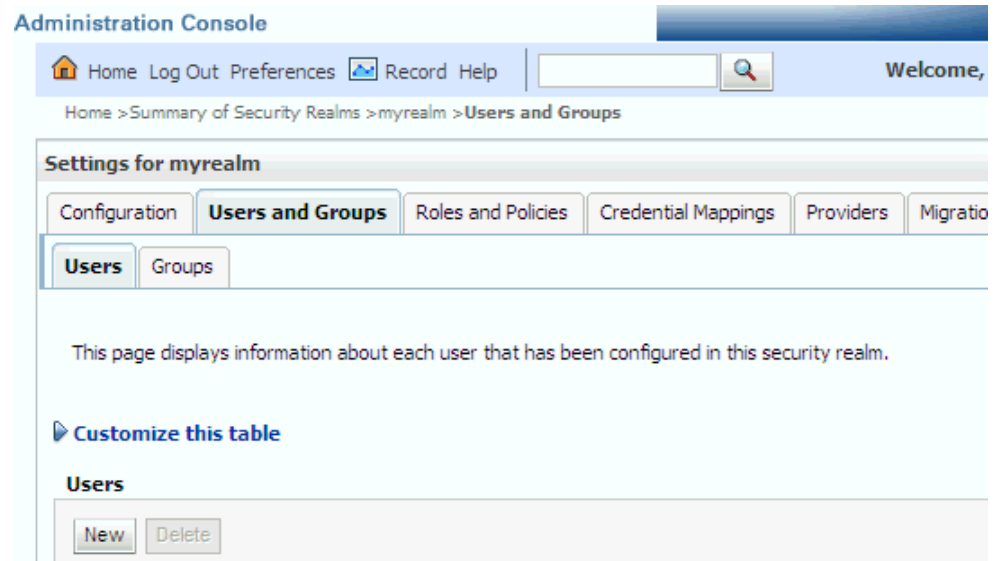 Administration Console
Home Log Out Preferences Record Help Welcome,
Home >Summary of Security Realms >myrealm >Users and Groups
Settings for myrealm
Configuration Users and Groups Roles and Policies Credential Mappings Providers Migratio
Users Groups
This page displays information about each user that has been configured in this security realm.
Customize this table
Users
New Delete